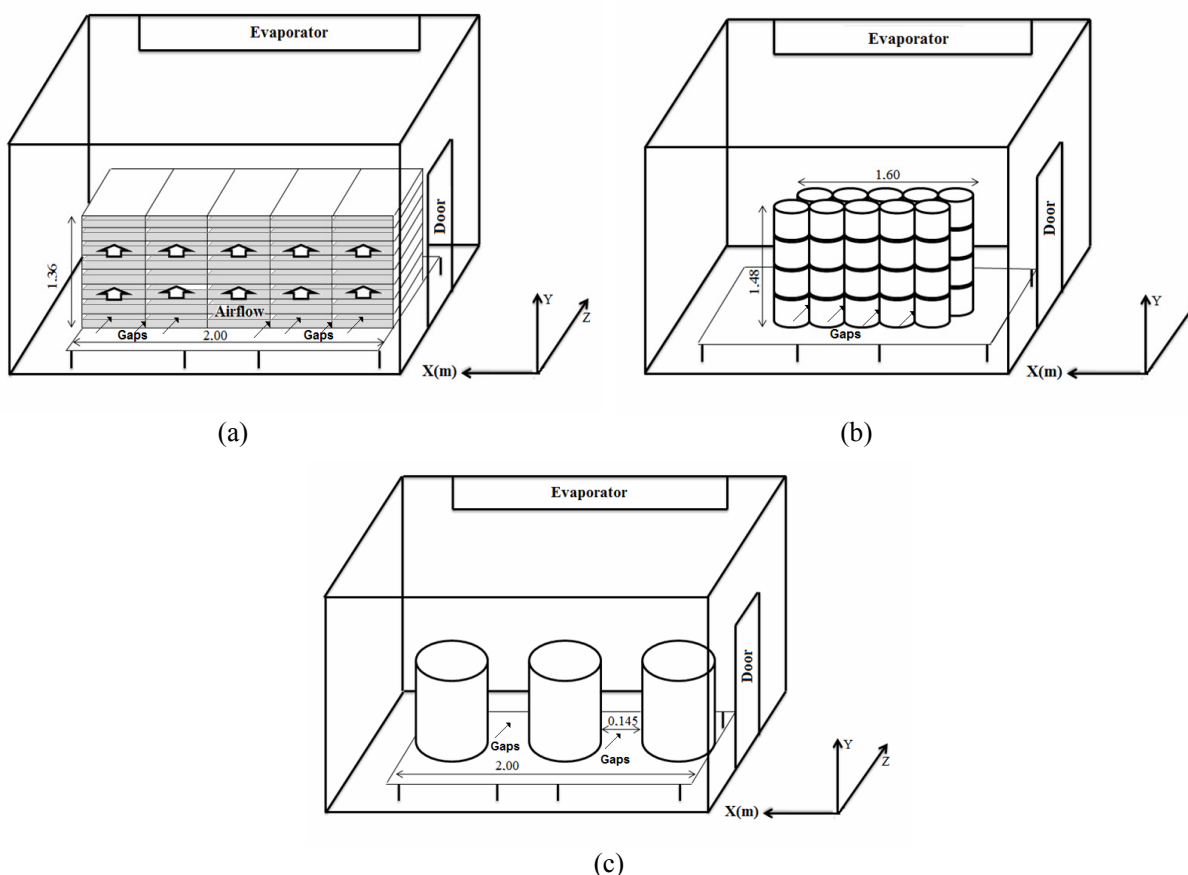 Evaporator
Door
1.36
Airflow
Gaps
Gaps
2.00
Y
Z
X(m)
(a)
Evaporator
1.60
Door
1.48
Gaps
Y
Z
X(m)
(b)
Evaporator
Door
0.145
Gaps
Gaps
2.00
Y
Z
X(m)
(c)